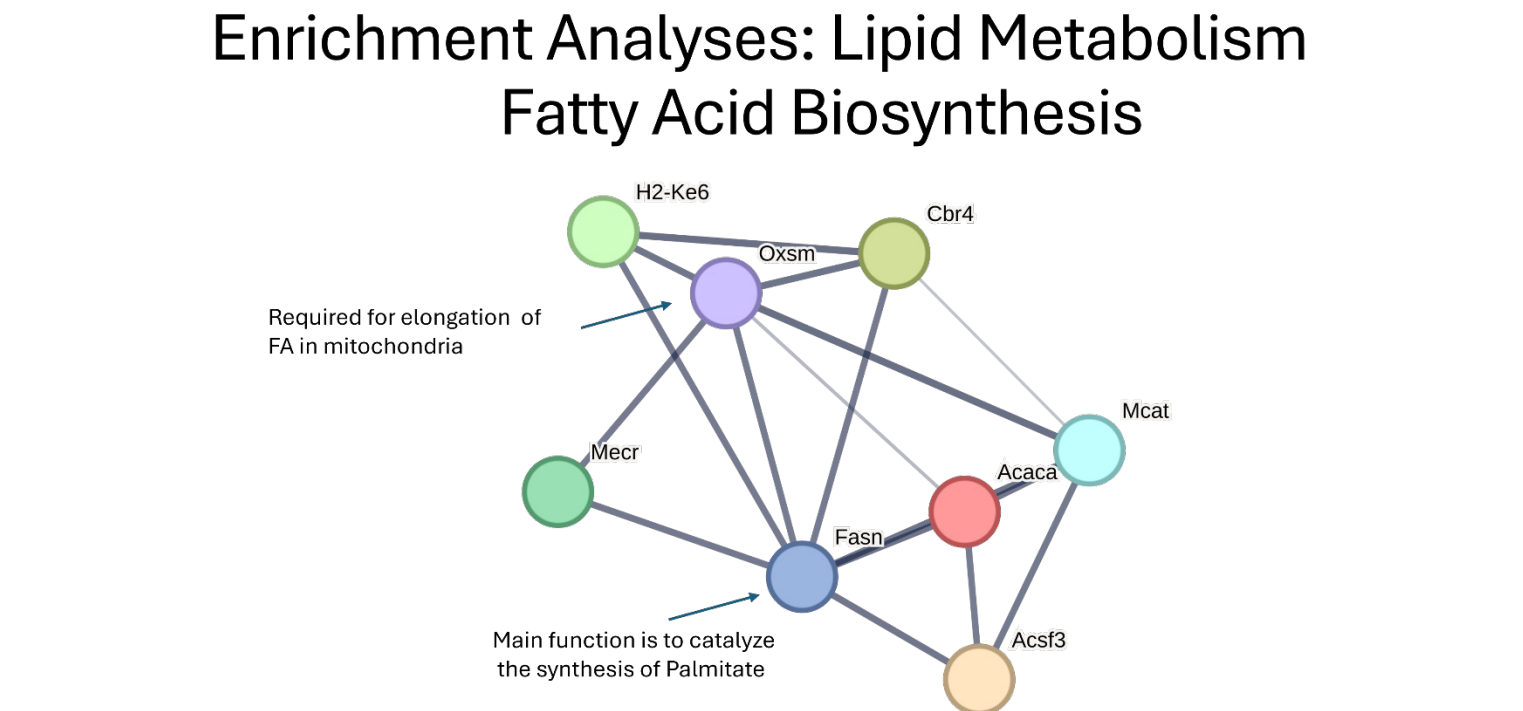 Enrichment Analyses: Lipid Metabolism
Fatty Acid Biosynthesis
H2-Ke6
Cbr4
Oxsm
Required for elongation of
FA in mitochondria
Mcat
Mecr
Acaca
Fasn
Main function is to catalyze
the synthesis of Palmitate
Acsf3